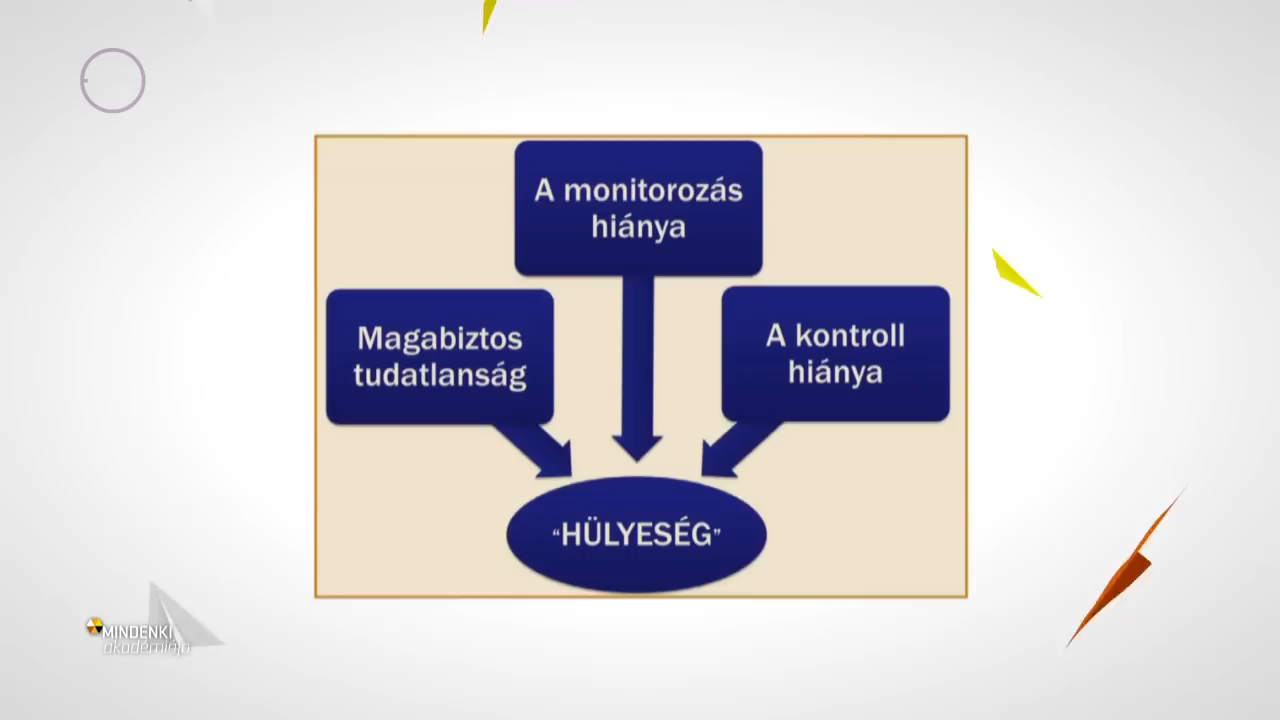 A monitorozás
hiánya
Magabiztos
tudatlanság
A kontroll
hiánya
“HÜLYESÉG”
MINDENKI
akadémiája